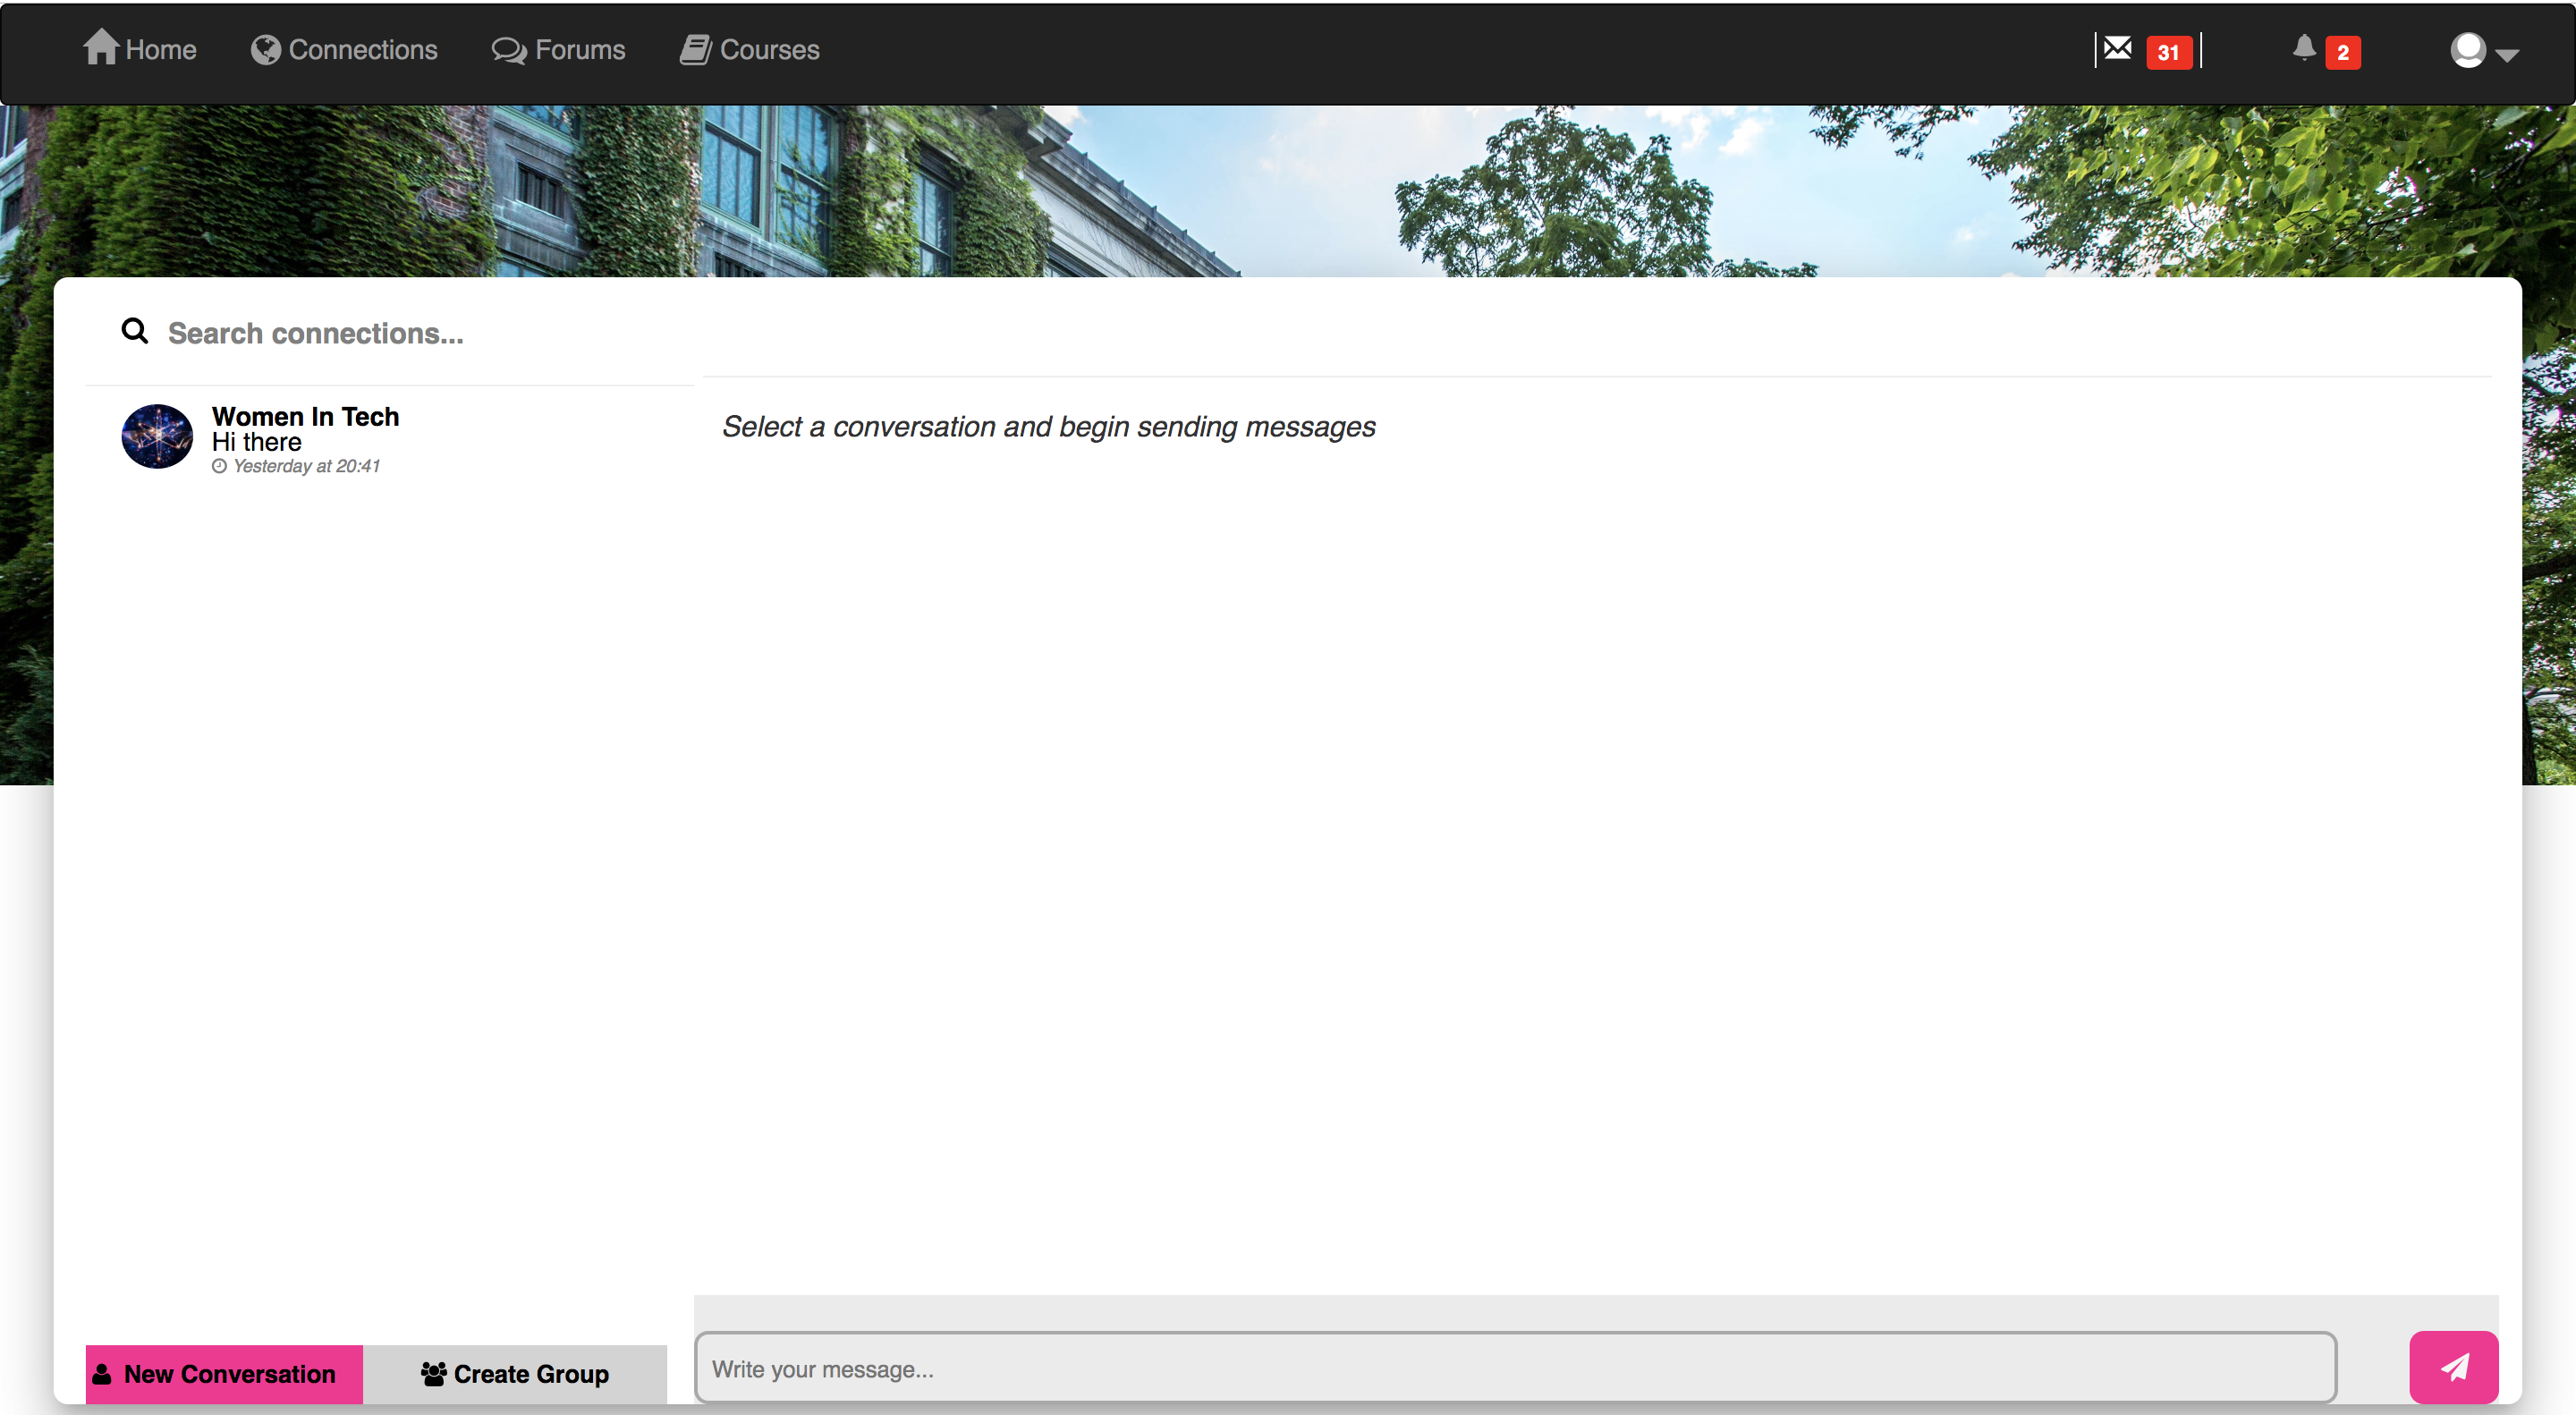 Home Connections Forums Courses 31 2
Search connections...
Women In Tech
Hi there
Yesterday at 20:41
Select a conversation and begin sending messages
New Conversation Create Group
Write your message...